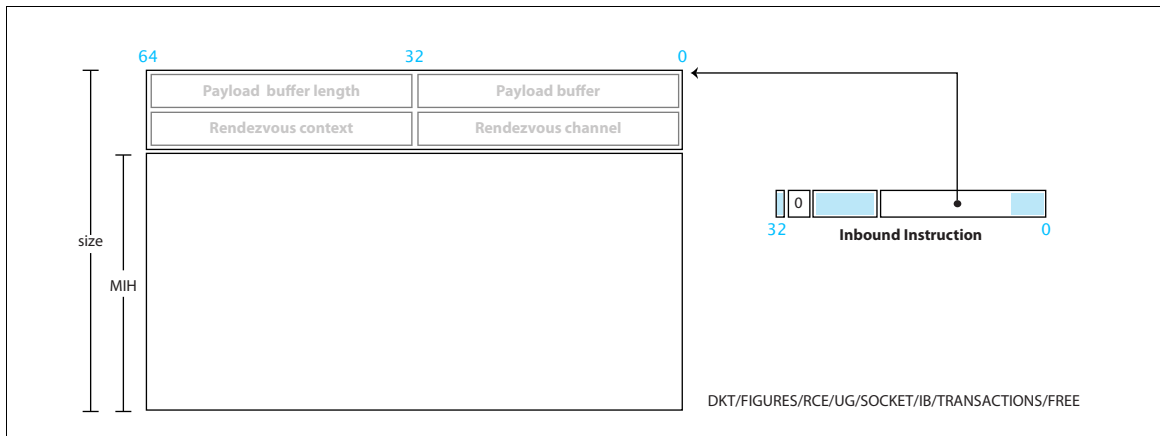 64 32 0
Payload buffer length Payload buffer
Rendezvous context Rendezvous channel
0
32 0
Inbound Instruction
size
MIH
DKT/FIGURES/RCE/UG/SOCKET/IB/TRANSACTIONS/FREE